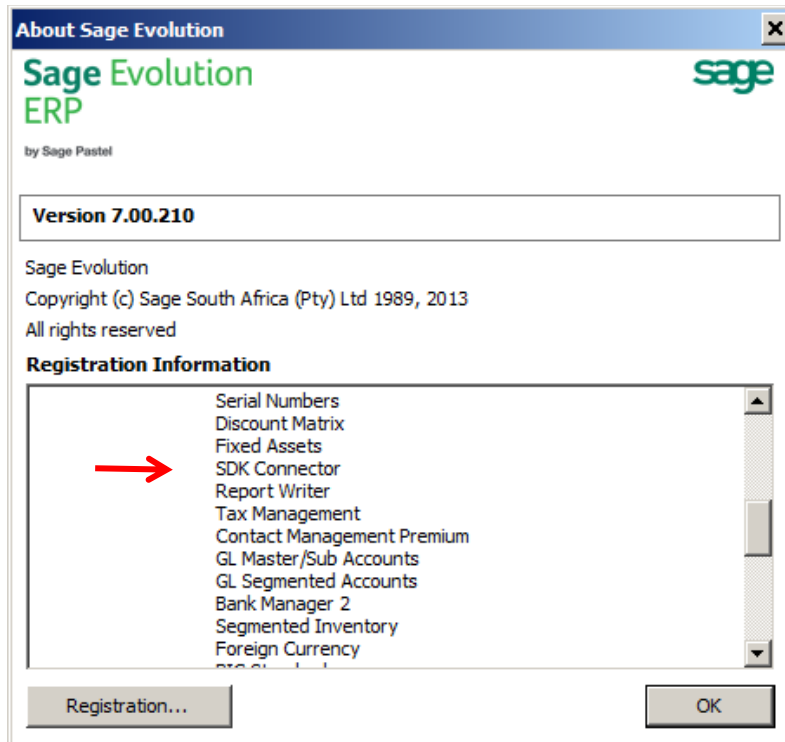 About Sage Evolution
Sage Evolution
ERP
sage
by Sage Pastel
Version 7.00.210
Sage Evolution
Copyright (c) Sage South Africa (Pty) Ltd 1989, 2013
All rights reserved
Registration Information
Serial Numbers
Discount Matrix
Fixed Assets
SDK Connector
Report Writer
Tax Management
Contact Management Premium
GL Master/Sub Accounts
GL Segmented Accounts
Bank Manager 2
Segmented Inventory
Foreign Currency
Registration...
OK